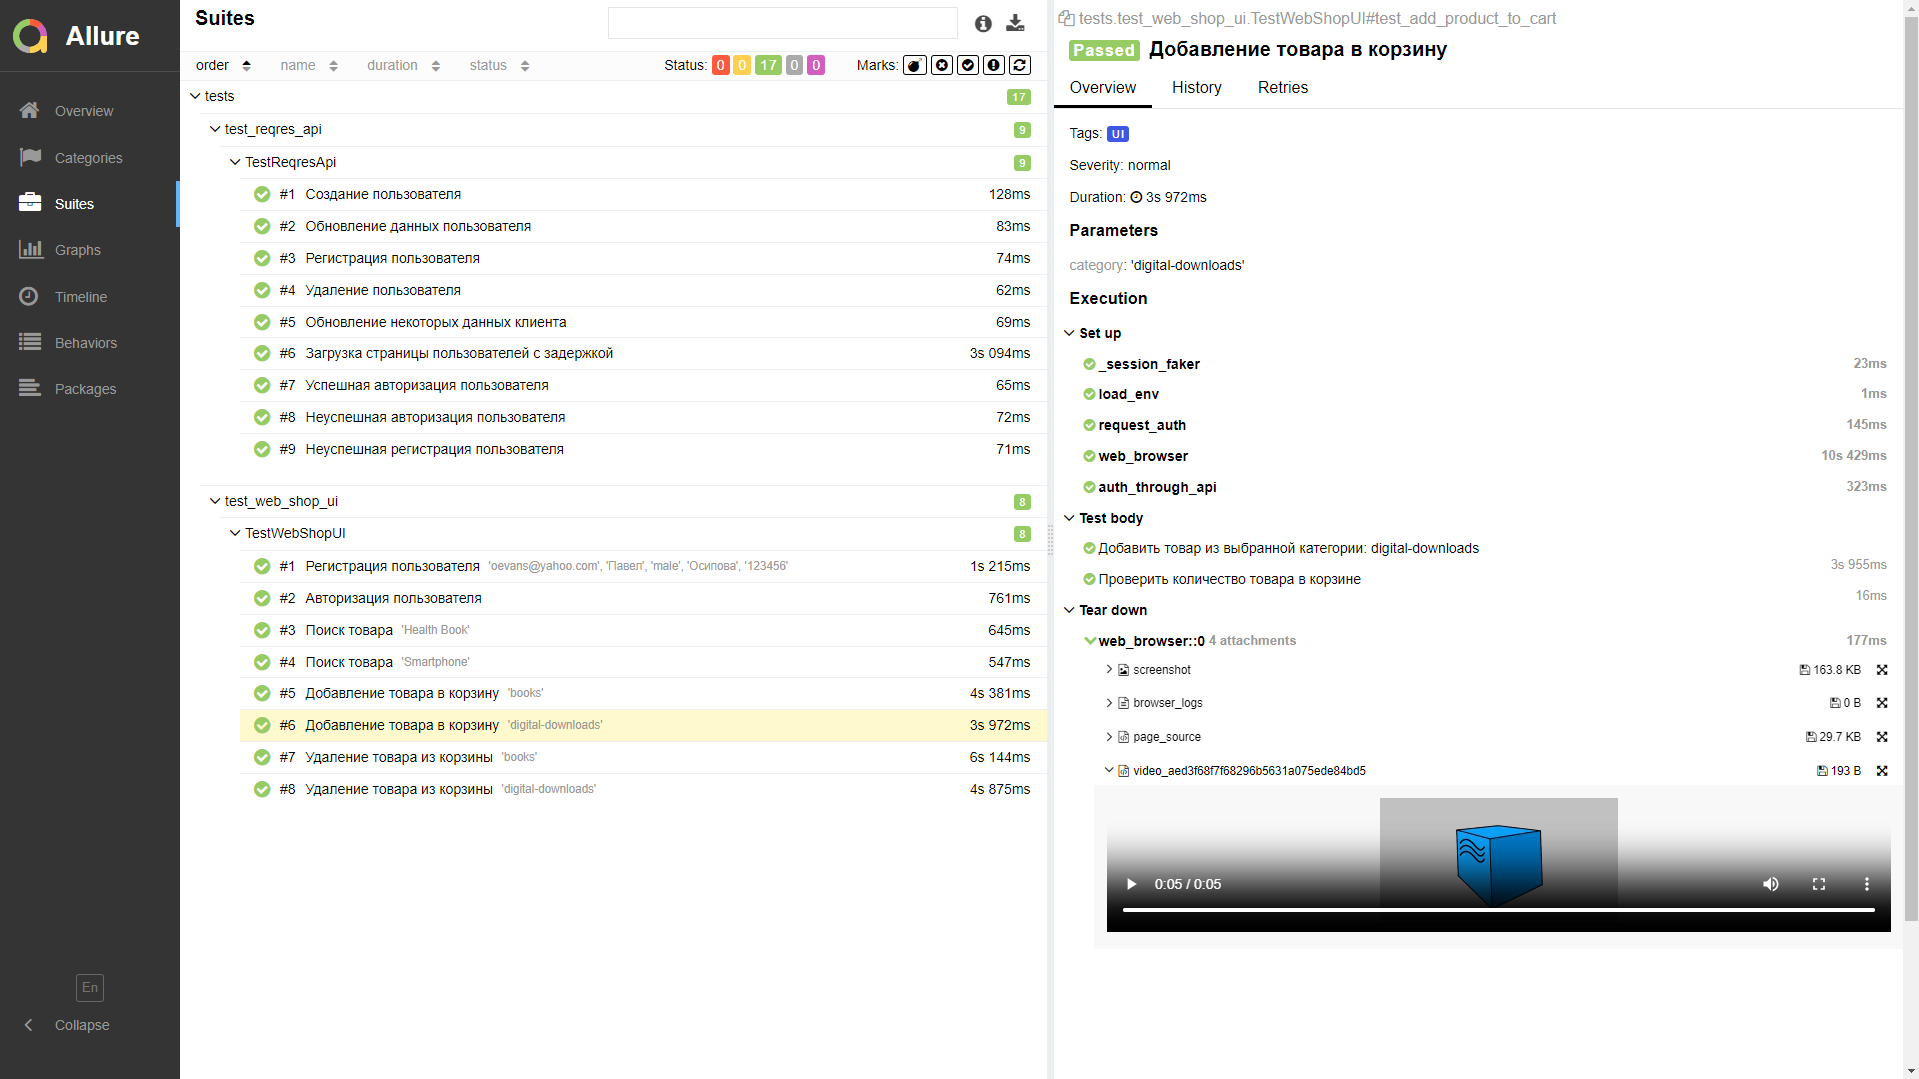 Allure
Overview
Categories
Suites
Graphs
Timeline
Behaviors
Packages
En
Collapse
Suites
order name duration status Status: 0 0 17 0 0 Marks:
tests 17
test_reqres_api 9
TestReqresApi 9
#1 Создание пользователя 128ms
#2 Обновление данных пользователя 83ms
#3 Регистрация пользователя 74ms
#4 Удаление пользователя 62ms
#5 Обновление некоторых данных клиента 69ms
#6 Загрузка страницы пользователей с задержкой 3s 094ms
#7 Успешная авторизация пользователя 65ms
#8 Неуспешная авторизация пользователя 72ms
#9 Неуспешная регистрация пользователя 71ms
test_web_shop_ui 8
TestWebShopUI 8
#1 Регистрация пользователя 'oevans@yahoo.com', 'Павел', 'male', 'Осипова', '123456' 1s 215ms
#2 Авторизация пользователя 761ms
#3 Поиск товара 'Health Book' 645ms
#4 Поиск товара 'Smartphone' 547ms
#5 Добавление товара в корзину 'books' 4s 381ms
#6 Добавление товара в корзину 'digital-downloads' 3s 972ms
#7 Удаление товара из корзины 'books' 6s 144ms
#8 Удаление товара из корзины 'digital-downloads' 4s 875ms
tests.test_web_shop_ui.TestWebShopUI#test_add_product_to_cart
Passed Добавление товара в корзину
Overview History Retries
Tags: UI
Severity: normal
Duration: 3s 972ms
Parameters
category: 'digital-downloads'
Execution
Set up
_session_faker 23ms
load_env 1ms
request_auth 145ms
web_browser 10s 429ms
auth_through_api 323ms
Test body
Добавить товар из выбранной категории: digital-downloads 3s 955ms
Проверить количество товара в корзине 16ms
Tear down
web_browser::0 4 attachments 177ms
screenshot 163.8 KB
browser_logs 0 B
page_source 29.7 KB
video_aed3f68f7f68296b5631a075ede84bd5 193 B
0:05 / 0:05